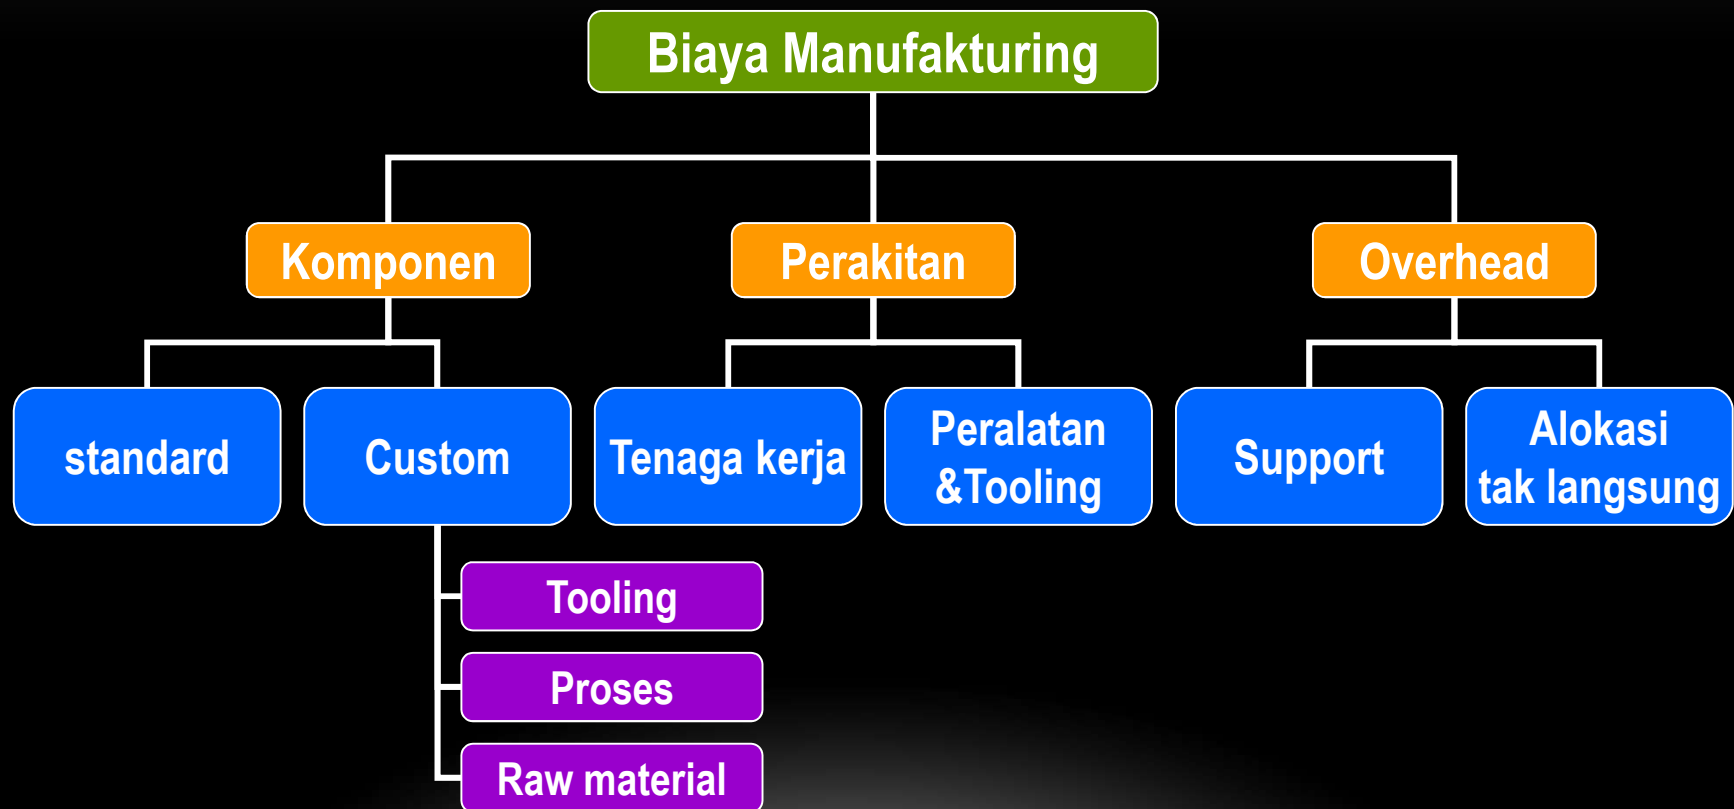 Biaya Manufakturing
Komponen
Perakitan
Overhead
standard
Custom
Tenaga kerja
Peralatan
&Tooling
Support
Alokasi
tak langsung
Tooling
Proses
Raw material